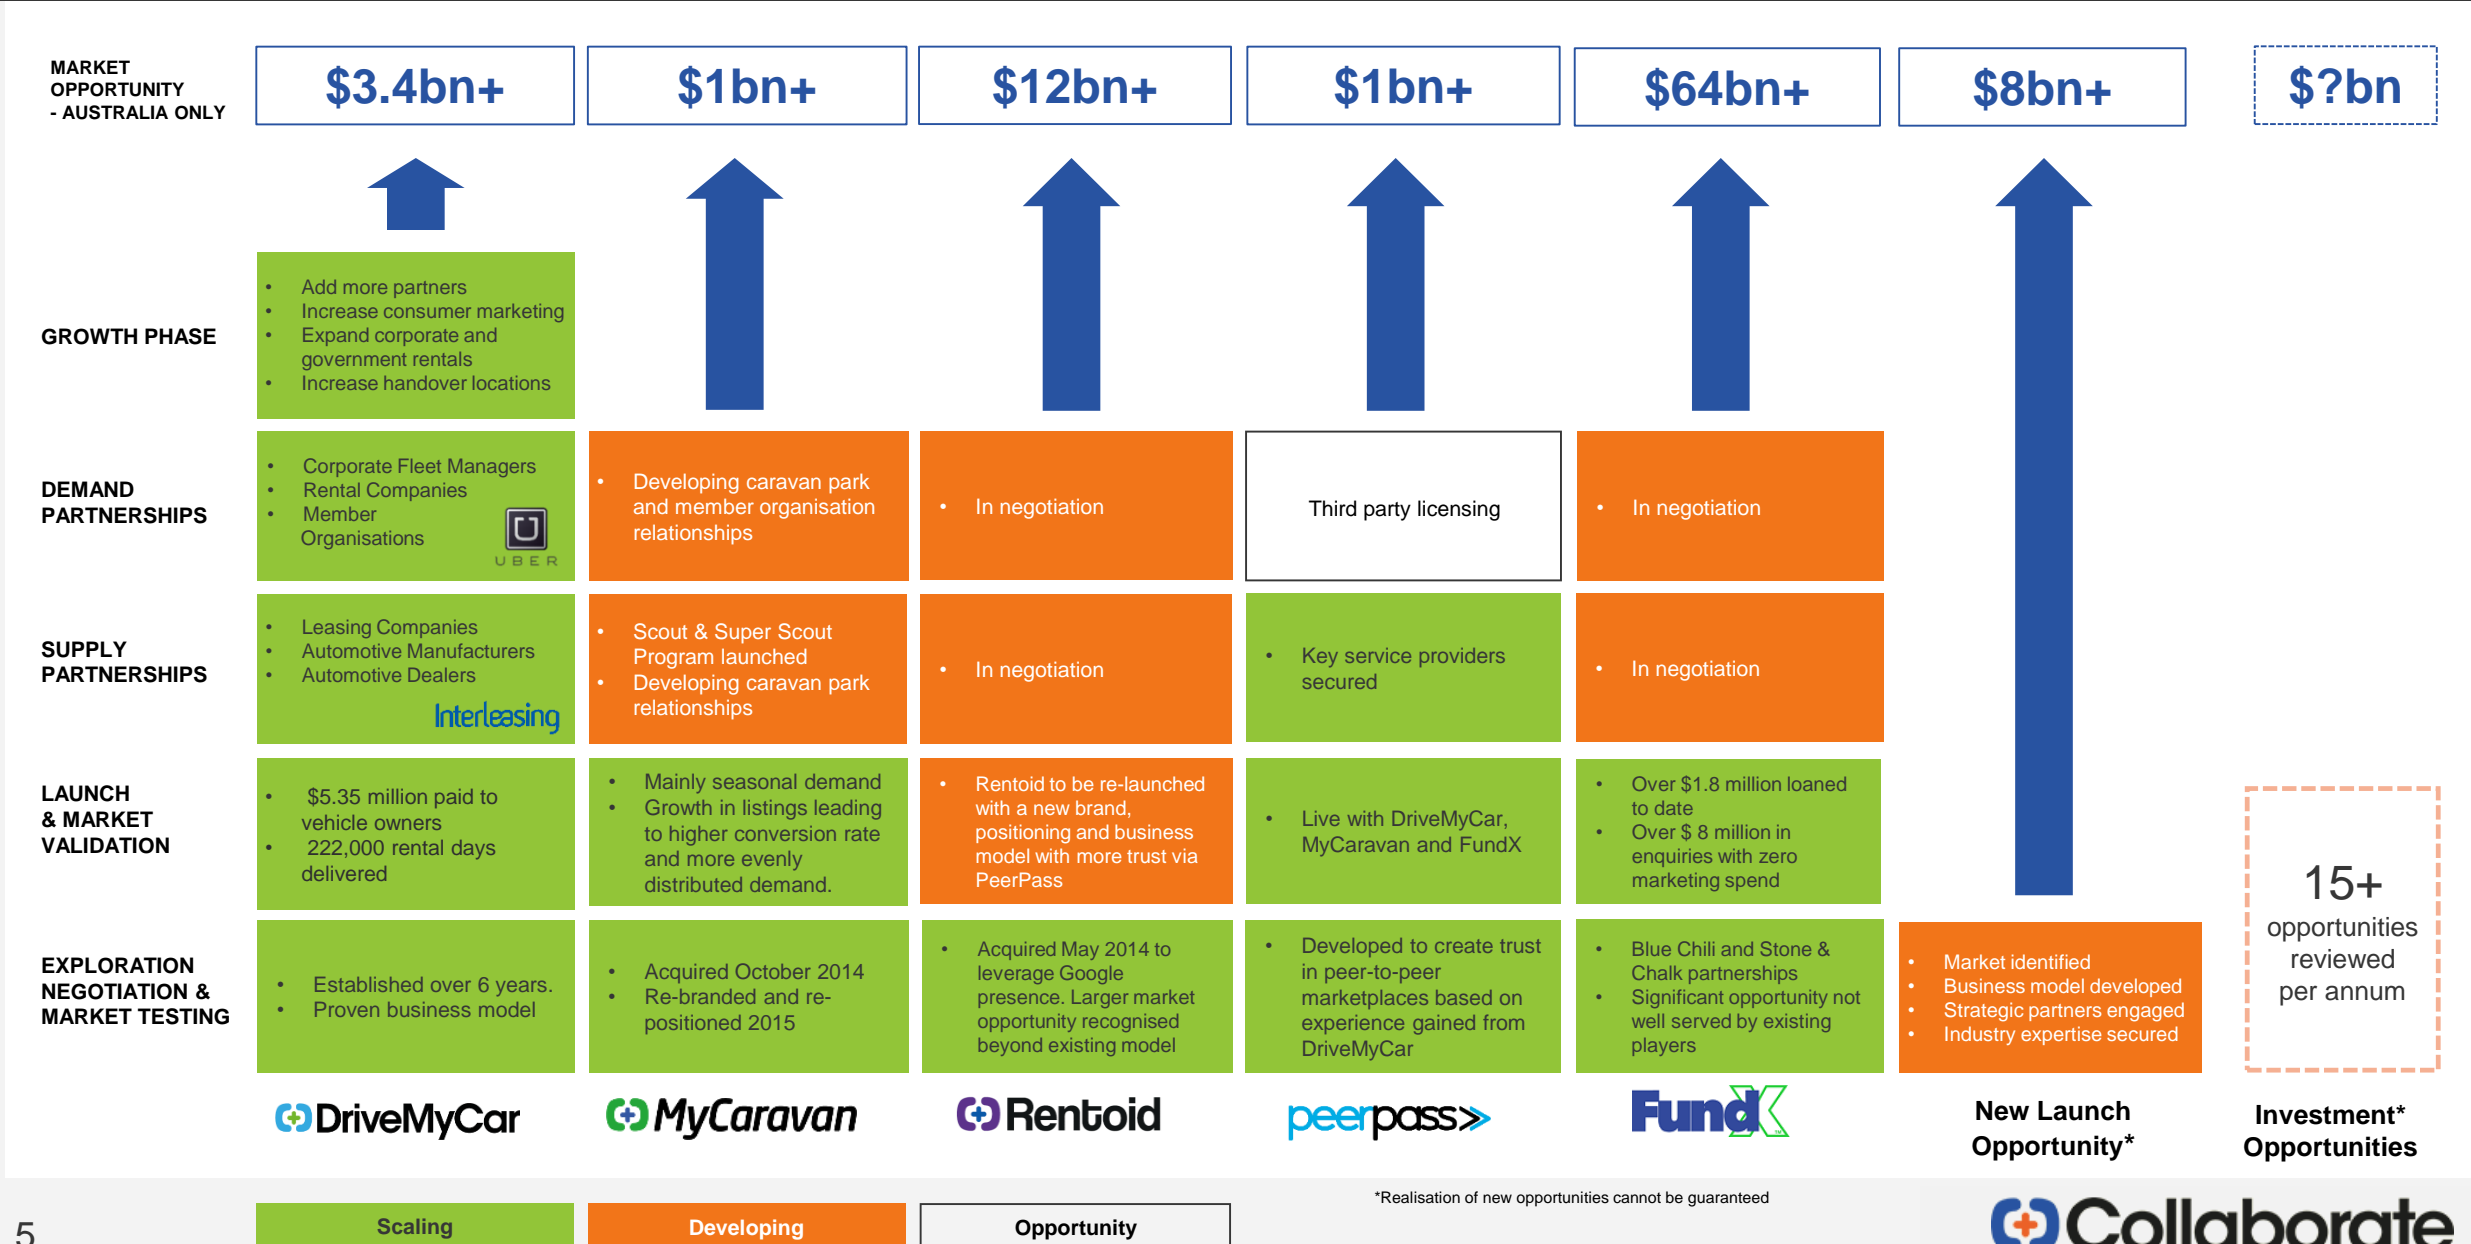 MARKET
OPPORTUNITY
- AUSTRALIA ONLY
$3.4bn+
$1bn+
$12bn+
$1bn+
$64bn+
$8bn+
$?bn
GROWTH PHASE
• Add more partners
• Increase consumer marketing
• Expand corporate and
government rentals
• Increase handover locations
DEMAND
PARTNERSHIPS
• Corporate Fleet Managers
• Rental Companies
• Member
Organisations
U
UBER
• Developing caravan park
and member organisation
relationships
• In negotiation
Third party licensing
• In negotiation
SUPPLY
PARTNERSHIPS
• Leasing Companies
• Automotive Manufacturers
• Automotive Dealers
Interleasing
• Scout & Super Scout
Program launched
• Developing caravan park
relationships
• In negotiation
• Key service providers
secured
• In negotiation
LAUNCH
& MARKET
VALIDATION
• $5.35 million paid to
vehicle owners
• 222,000 rental days
delivered
• Mainly seasonal demand
• Growth in listings leading
to higher conversion rate
and more evenly
distributed demand.
• Rentoid to be re-launched
with a new brand,
positioning and business
model with more trust via
PeerPass
• Live with DriveMyCar,
MyCaravan and FundX
• Over $1.8 million loaned
to date
• Over $ 8 million in
enquiries with zero
marketing spend
EXPLORATION
NEGOTIATION &
MARKET TESTING
• Established over 6 years.
• Proven business model
• Acquired October 2014
• Re-branded and re-
positioned 2015
• Acquired May 2014 to
leverage Google
presence. Larger market
opportunity recognised
beyond existing model
• Developed to create trust
in peer-to-peer
marketplaces based on
experience gained from
DriveMyCar
• Blue Chili and Stone &
Chalk partnerships
• Significant opportunity not
well served by existing
players
• Market identified
• Business model developed
• Strategic partners engaged
• Industry expertise secured
15+
opportunities
reviewed
per annum
DriveMyCar
MyCaravan
Rentoid
peerpass
FundX
New Launch
Opportunity*
Investment*
Opportunities
*Realisation of new opportunities cannot be guaranteed
5
Scaling
Developing
Opportunity
Collaborate